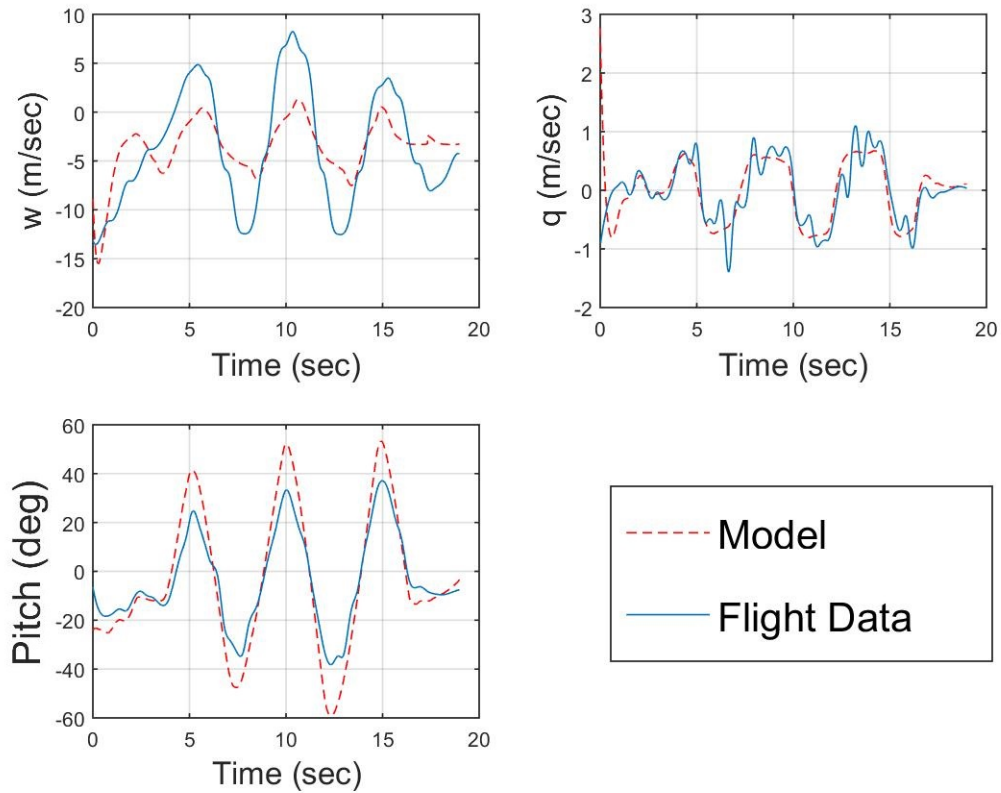 10
5
0
-5
-10
-15
-20
w (m/sec)
0 5 10 15 20
Time (sec)
3
2
1
0
-1
-2
q (m/sec)
0 5 10 15 20
Time (sec)
60
40
20
0
-20
-40
-60
Pitch (deg)
0 5 10 15 20
Time (sec)
Model
Flight Data